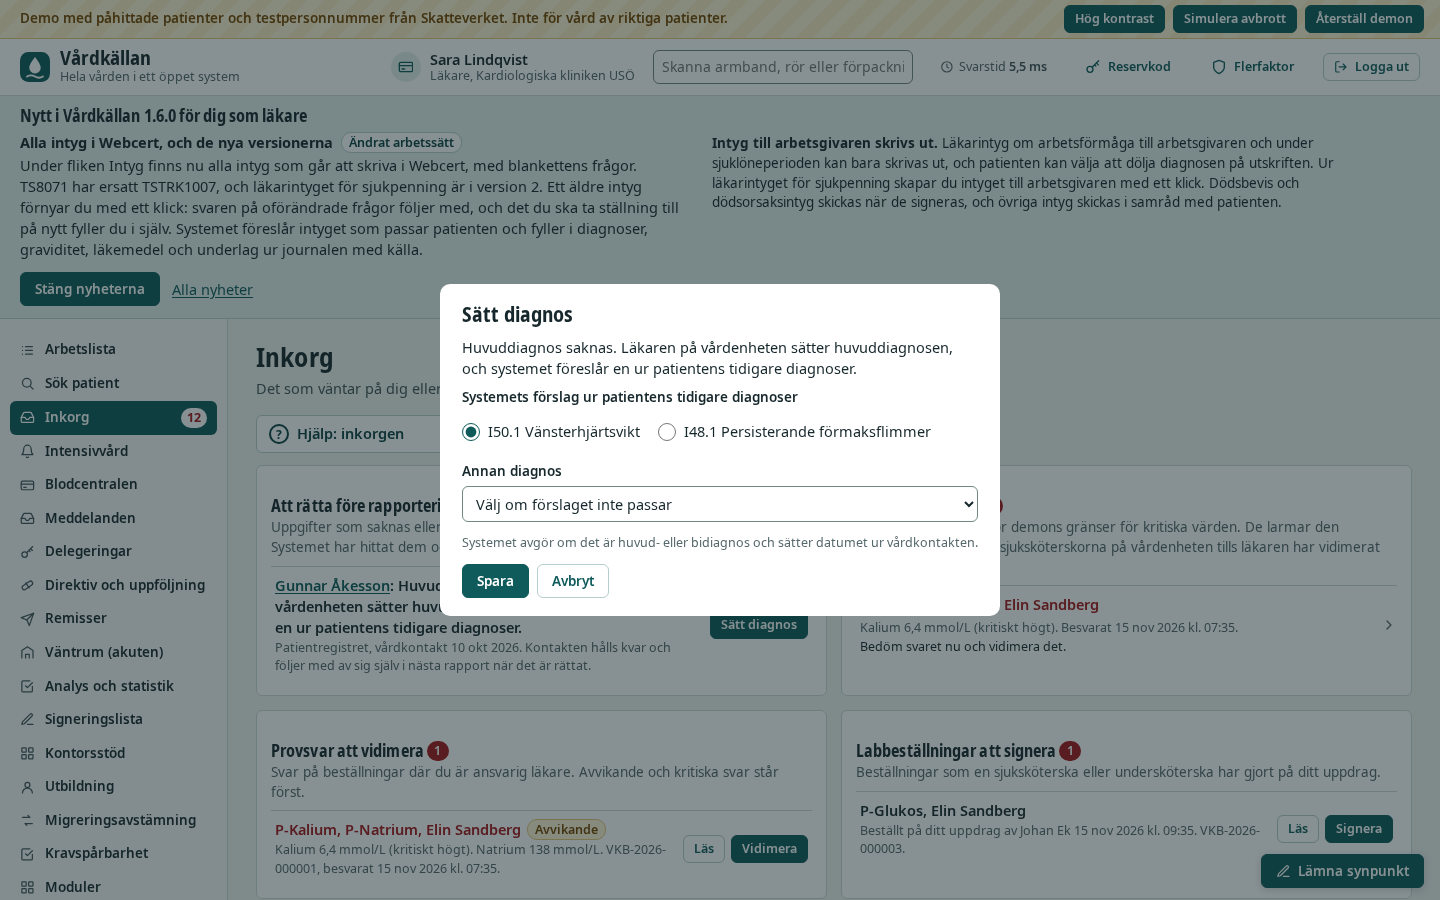 Demo med påhittade patienter och testpersonnummer från Skatteverket. Inte för vård av riktiga patienter.
Hög kontrast
Simulera avbrott
Återställ demon
Vårdkällan
Hela vården i ett öppet system
Sara Lindqvist
Läkare, Kardiologiska kliniken USÖ
Skanna armband, rör eller förpackni
Svarstid 5,5 ms
Reservkod
Flerfaktor
Logga ut
Nytt i Vårdkällan 1.6.0 för dig som läkare
Alla intyg i Webcert, och de nya versionerna
Ändrat arbetssätt
Under fliken Intyg finns nu alla intyg som går att skriva i Webcert, med blankettens frågor.
TS8071 har ersatt TSTRK1007, och läkarintyget för sjukpenning är i version 2. Ett äldre intyg
förnyar du med ett klick: svaren på oförändrade frågor följer med, och det du ska ta ställning till
på nytt fyller du i själv. Systemet föreslår intyget som passar patienten och fyller i diagnoser,
graviditet, läkemedel och underlag ur journalen med källa.
Intyg till arbetsgivaren skrivs ut. Läkarintyg om arbetsförmåga till arbetsgivaren och under
sjuklöneperioden kan bara skrivas ut, och patienten kan välja att dölja diagnosen på utskriften. Ur
läkarintyget för sjukpenning skapar du intyget till arbetsgivaren med ett klick. Dödsbevis och
dödsorsaksintyg skickas när de signeras, och övriga intyg skickas i samråd med patienten.
Stäng nyheterna
Alla nyheter
Arbetslista
Sök patient
Inkorg
12
Intensivvård
Blodcentralen
Meddelanden
Delegeringar
Direktiv och uppföljning
Remisser
Väntrum (akuten)
Analys och statistik
Signeringslista
Kontorsstöd
Utbildning
Migreringsavstämning
Kravspårbarhet
Moduler
Inkorg
Det som väntar på dig eller
Hjälp: inkorgen
Att rätta före rapporteri
Uppgifter som saknas eller
Systemet har hittat dem o
Gunnar Åkesson: Huvud
vårdenheten sätter huv
en ur patientens tidigare diagnoser.
Patientregistret, vårdkontakt 10 okt 2026. Kontakten hålls kvar och
följer med av sig själv i nästa rapport när det är rättat.
Sätt diagnos
r demons gränser för kritiska värden. De larmar den
sjuksköterskorna på vårdenheten tills läkaren har vidimerat
Elin Sandberg
Kalium 6,4 mmol/L (kritiskt högt). Besvarat 15 nov 2026 kl. 07:35.
Bedöm svaret nu och vidimera det.
Sätt diagnos
Huvuddiagnos saknas. Läkaren på vårdenheten sätter huvuddiagnosen,
och systemet föreslår en ur patientens tidigare diagnoser.
Systemets förslag ur patientens tidigare diagnoser
I50.1 Vänsterhjärtsvikt
I48.1 Persisterande förmaksflimmer
Annan diagnos
Välj om förslaget inte passar
Systemet avgör om det är huvud- eller bidiagnos och sätter datumet ur vårdkontakten.
Spara
Avbryt
Provsvar att vidimera 1
Svar på beställningar där du är ansvarig läkare. Avvikande och kritiska svar står
först.
P-Kalium, P-Natrium, Elin Sandberg
Avvikande
Kalium 6,4 mmol/L (kritiskt högt). Natrium 138 mmol/L. VKB-2026-
000001, besvarat 15 nov 2026 kl. 07:35.
Läs
Vidimera
Labbeställningar att signera 1
Beställningar som en sjuksköterska eller undersköterska har gjort på ditt uppdrag.
P-Glukos, Elin Sandberg
Beställt på ditt uppdrag av Johan Ek 15 nov 2026 kl. 09:35. VKB-2026-
000003.
Läs
Signera
Lämna synpunkt